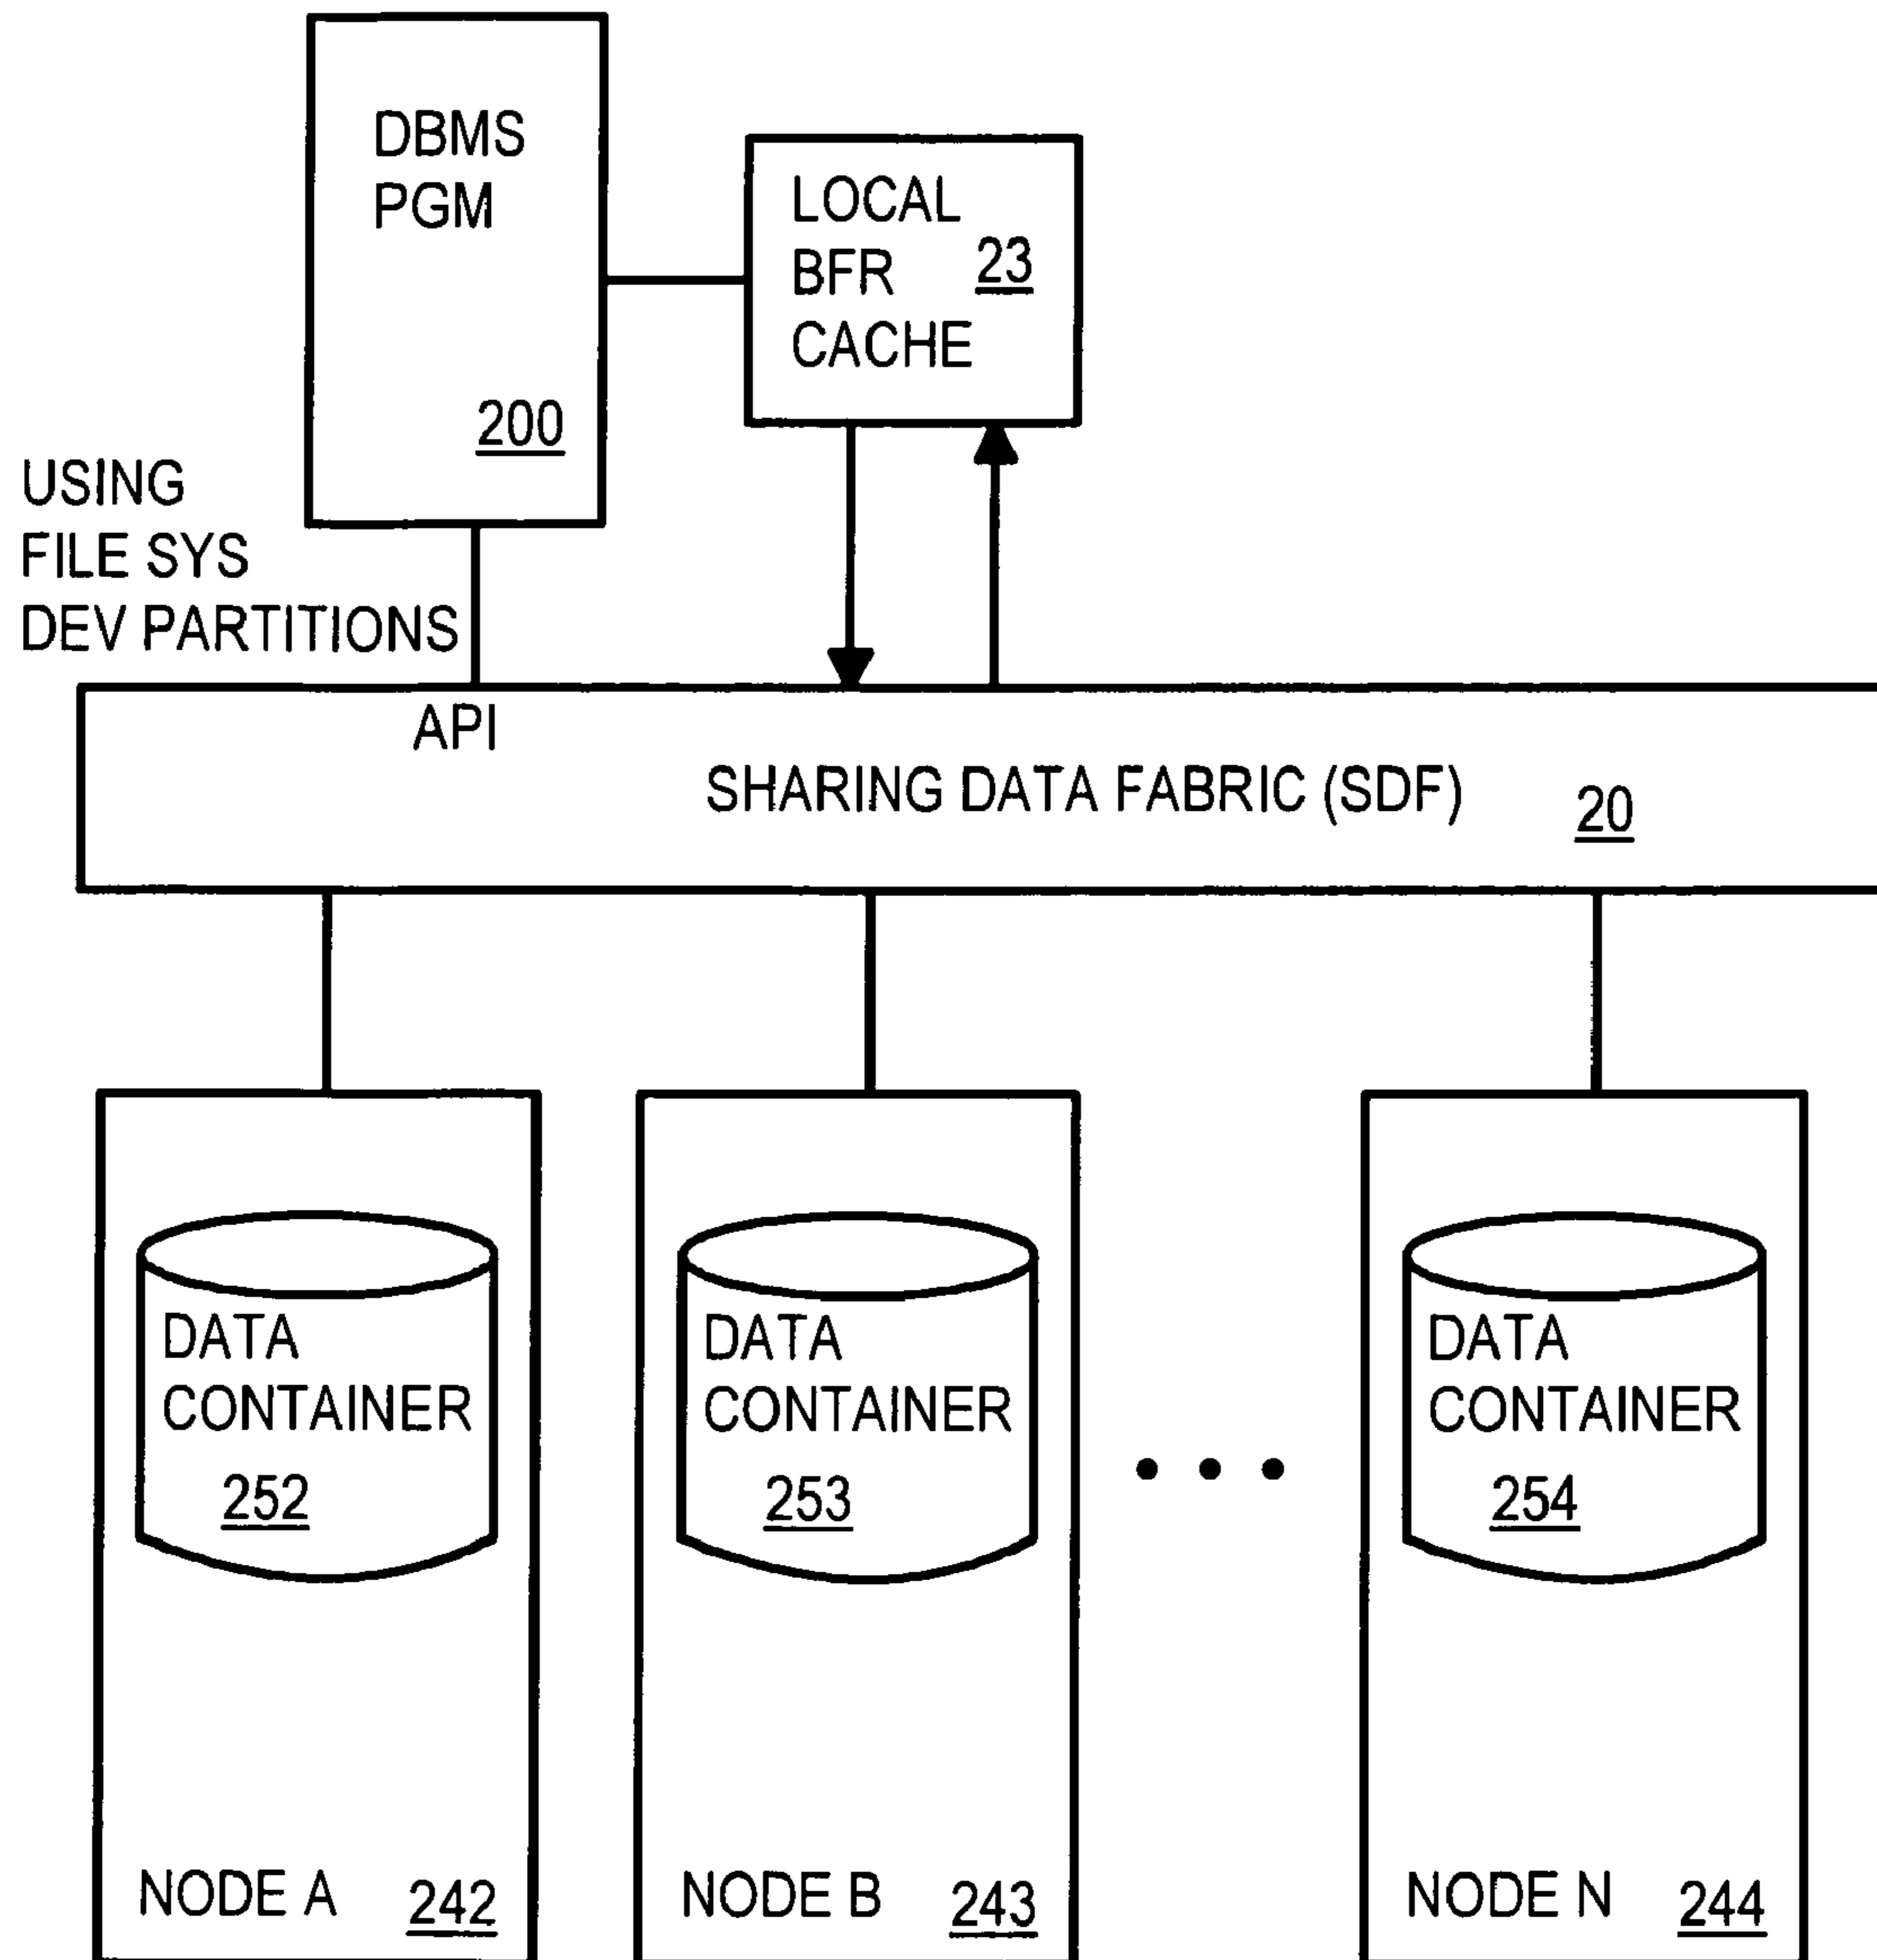 DBMS
PGM
200
LOCAL
BFR
CACHE
23
USING
FILE SYS
DEV PARTITIONS
API
SHARING DATA FABRIC (SDF)
20
DATA
CONTAINER
252
NODE A
242
DATA
CONTAINER
253
NODE B
243
DATA
CONTAINER
254
NODE N
244